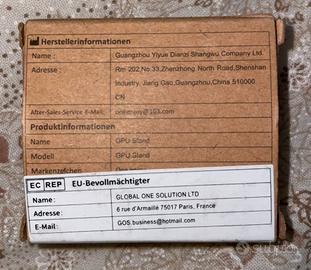 Herstellerinformationen
Name : Guangzhou Yiyue Dianzi Shangwu Company Ltd.
Adresse : Rm 202,No.33,Zhenzhong North Road,Shenshan
Industry, Jiang Gao,Guangzhou,China 510000
CN
After-Sales-Service E-Mail:
Produktinformationen
Name GPU Stand
Modell GPU Stand
Markenzeichen
EC REP EU-Bevollmächtigter
Name : GLOBAL ONE SOLUTION LTD
Adresse : 6 rue d'Armaillé 75017 Paris, France
E-Mail : GOS.business@hotmail.com
subito